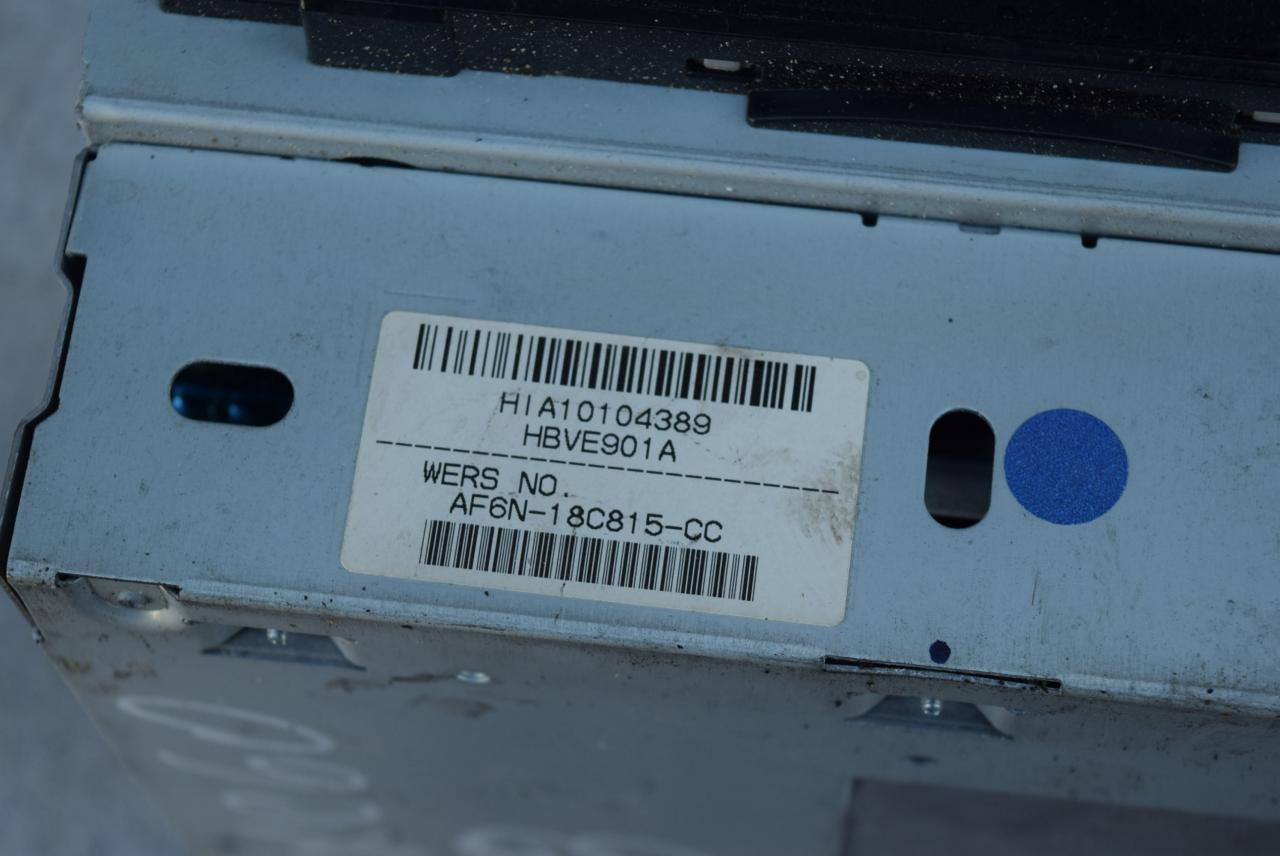 HIA10104389
HBVE901A
WERS NO.
AF6N-18C815-CC